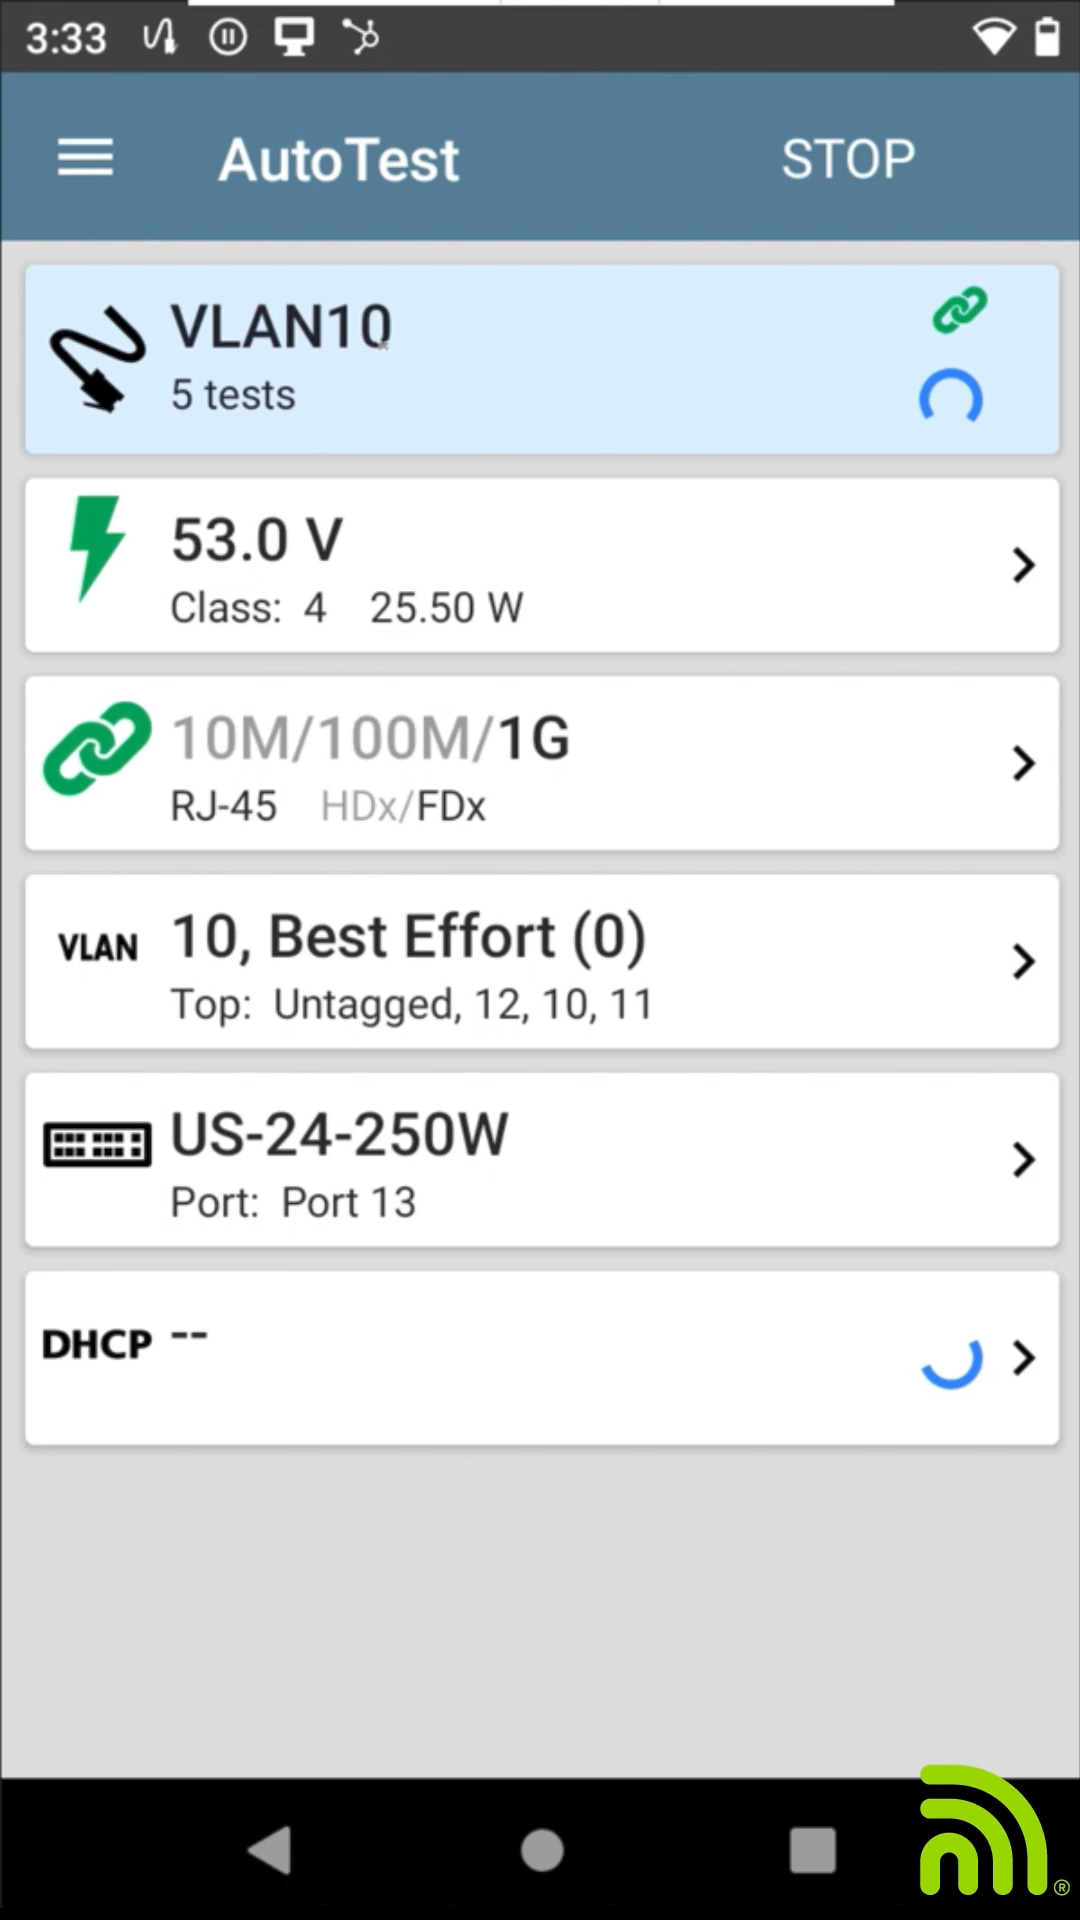 3:33
AutoTest
STOP
VLAN10
5 tests
53.0 V
Class: 4 25.50 W
10M/100M/1G
RJ-45 HDx/FDx
VLAN
10, Best Effort (0)
Top: Untagged, 12, 10, 11
US-24-250W
Port: Port 13
DHCP --
®